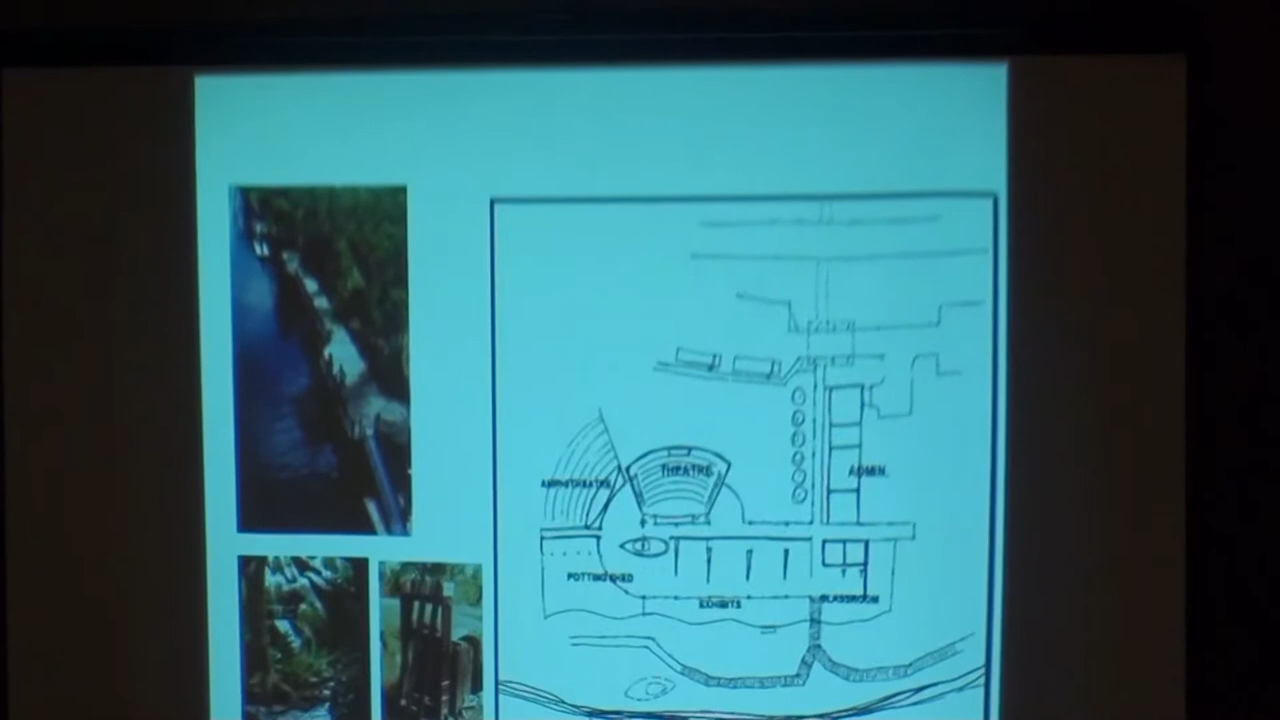 THEATRE
ADMIN.
AMPHITHEATRE
POTTING SHED
EXHIBITS
CLASSROOM